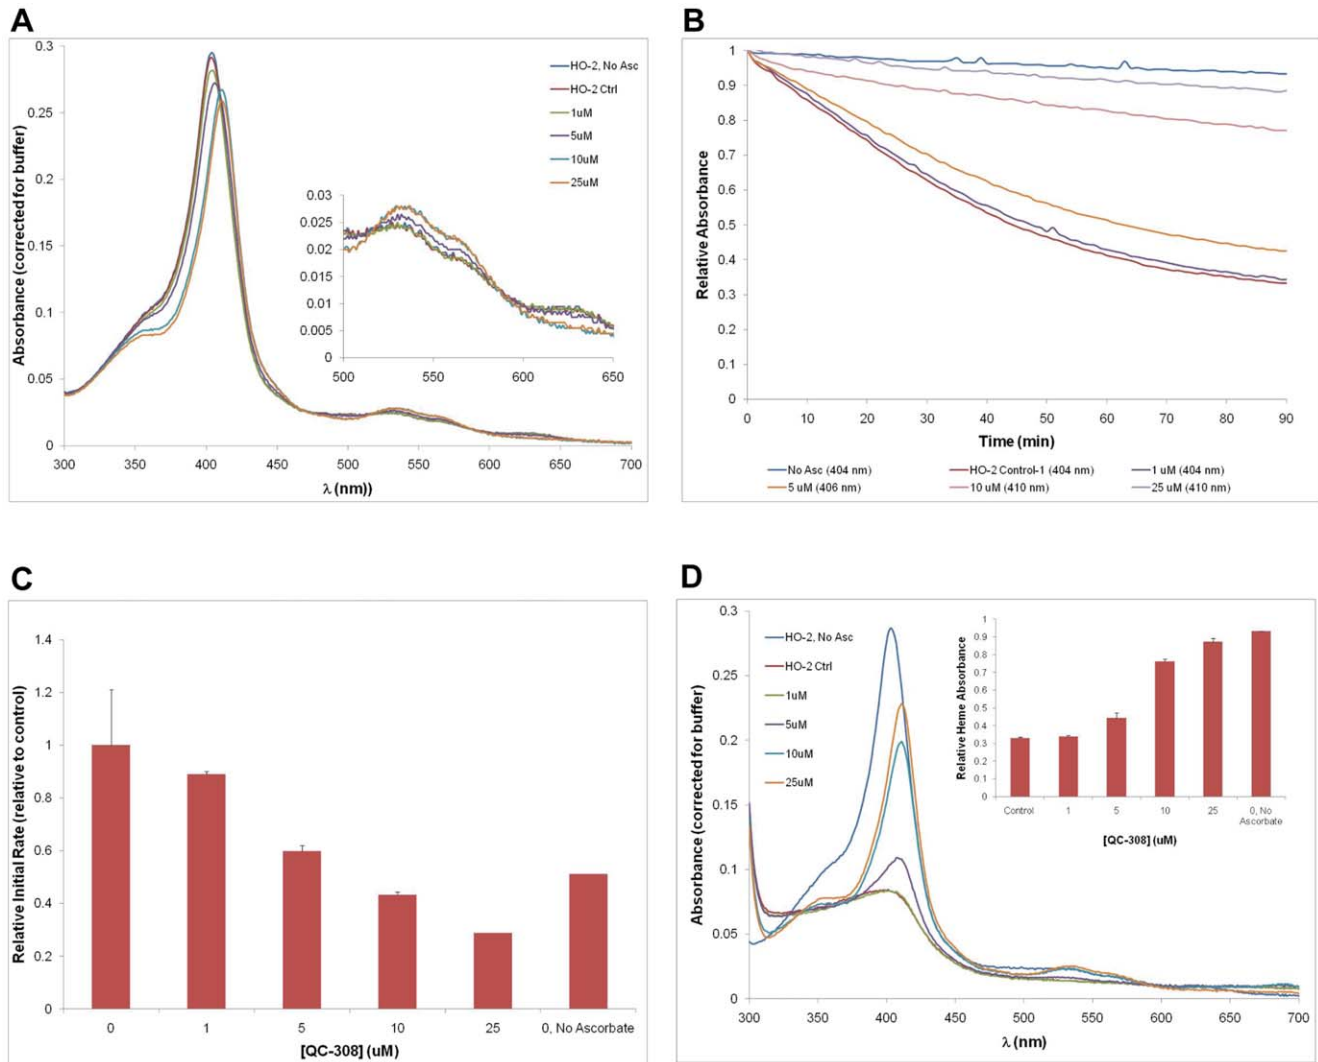 A
0.3
0.25
0.2
0.15
0.1
0.05
0
Absorbance (corrected for buffer)
300 350 400 450 500 550 600 650 700
λ (nm))
HO-2, No Asc
HO-2 Ctrl
1uM
5uM
10uM
25uM
0.03
0.025
0.02
0.015
0.01
0.005
0
500 550 600 650
B
1
0.9
0.8
0.7
0.6
0.5
0.4
0.3
0.2
0.1
0
Relative Absorbance
0 10 20 30 40 50 60 70 80 90
Time (min)
No Asc (404 nm) HO-2 Control-1 (404 nm) 1 uM (404 nm)
5 uM (406 nm) 10 uM (410 nm) 25 uM (410 nm)
C
1.4
1.2
1
0.8
0.6
0.4
0.2
0
Relative Initial Rate (relative to control)
0 1 5 10 25 0, No Ascorbate
[QC-308] (uM)
D
0.3
0.25
0.2
0.15
0.1
0.05
0
Absorbance (corrected for buffer)
300 350 400 450 500 550 600 650 700
λ (nm)
HO-2, No Asc
HO-2 Ctrl
1uM
5uM
10uM
25uM
1
0.9
0.8
0.7
0.6
0.5
0.4
0.3
0.2
0.1
0
Relative Heme Absorbance
Control 1 5 10 25 0, No
Ascorbate
[QC-308] (uM)